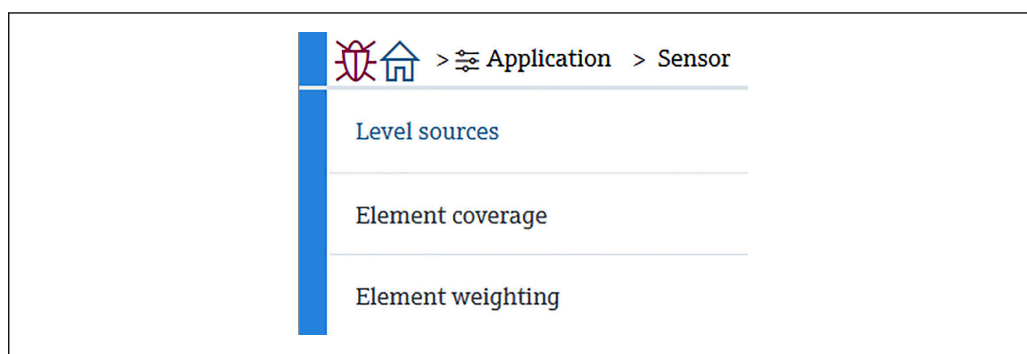 > Application > Sensor
Level sources
Element coverage
Element weighting